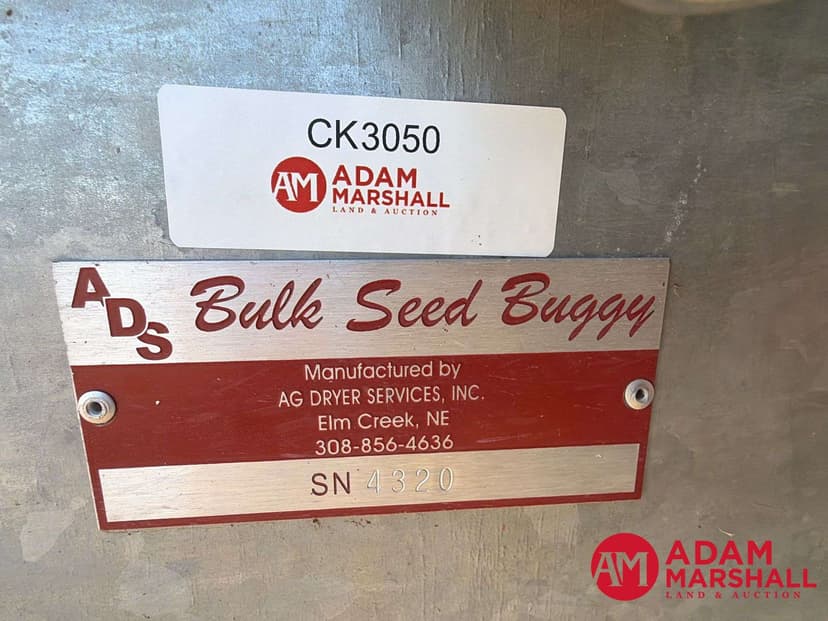 CK3050
AM ADAM
MARSHALL
LAND & AUCTION
ADS Bulk Seed Buggy
Manufactured by
AG DRYER SERVICES, INC.
Elm Creek, NE
308-856-4636
SN 4320
AM ADAM
MARSHALL
LAND & AUCTION